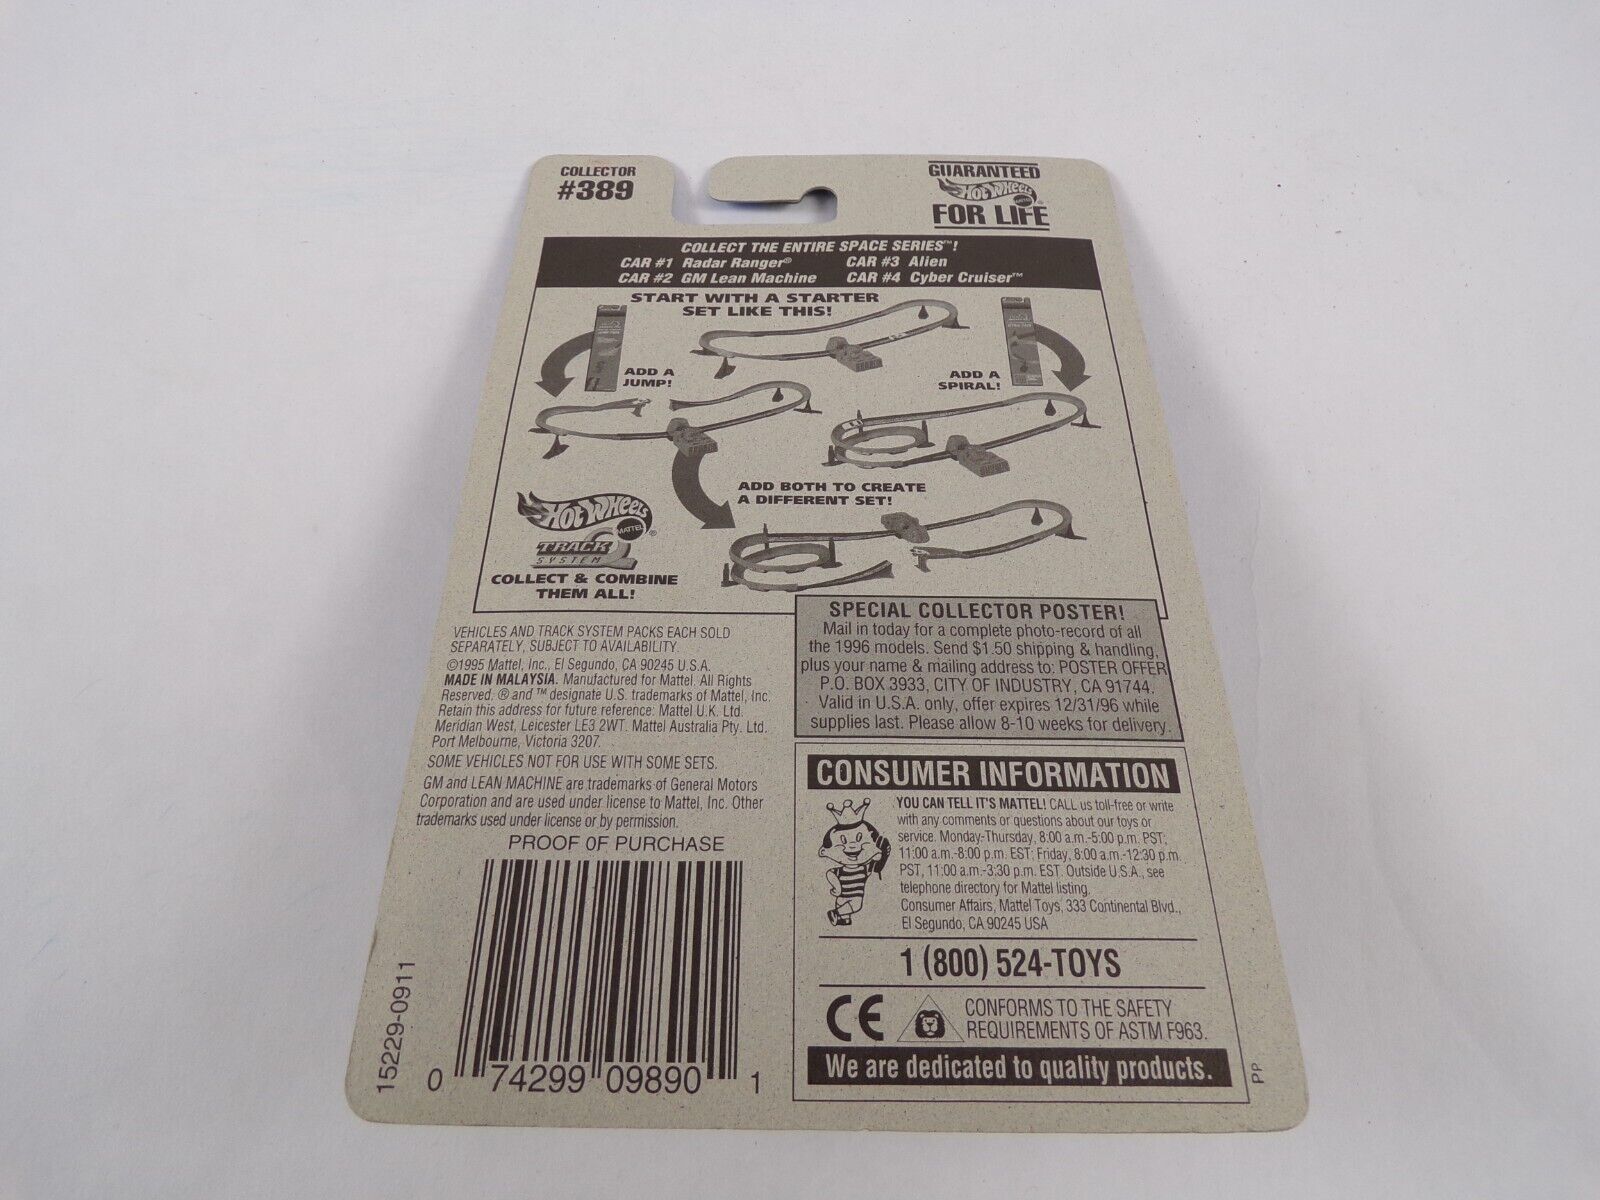 COLLECTOR
#389
GUARANTEED
HOT WHEELS®
MATTEL
FOR LIFE
COLLECT THE ENTIRE SPACE SERIES™!
CAR #1 Radar Ranger®
CAR #3 Alien
CAR #2 GM Lean Machine
CAR #4 Cyber Cruiser™
START WITH A STARTER
SET LIKE THIS!
ADD A
JUMP!
ADD A
SPIRAL!
ADD BOTH TO CREATE
A DIFFERENT SET!
HOT WHEELS®
MATTEL
TRACK
SYSTEM
COLLECT & COMBINE
THEM ALL!
VEHICLES AND TRACK SYSTEM PACKS EACH SOLD
SEPARATELY, SUBJECT TO AVAILABILITY.
©1995 Mattel, Inc., El Segundo, CA 90245 U.S.A.
MADE IN MALAYSIA. Manufactured for Mattel. All Rights
Reserved. ® and ™ designate U.S. trademarks of Mattel, Inc.
Retain this address for future reference: Mattel U.K. Ltd.
Meridian West, Leicester LE3 2WT. Mattel Australia Pty. Ltd.
Port Melbourne, Victoria 3207.
SOME VEHICLES NOT FOR USE WITH SOME SETS.
GM and LEAN MACHINE are trademarks of General Motors
Corporation and are used under license to Mattel, Inc. Other
trademarks used under license or by permission.
PROOF OF PURCHASE
15229-0911
0 74299 09890 1
SPECIAL COLLECTOR POSTER!
Mail in today for a complete photo-record of all
the 1996 models. Send $1.50 shipping & handling,
plus your name & mailing address to: POSTER OFFER
P.O. BOX 3933, CITY OF INDUSTRY, CA 91744.
Valid in U.S.A. only, offer expires 12/31/96 while
supplies last. Please allow 8-10 weeks for delivery.
CONSUMER INFORMATION
YOU CAN TELL IT'S MATTEL! CALL us toll-free or write
with any comments or questions about our toys or
service. Monday-Thursday, 8:00 a.m.-5:00 p.m. PST;
11:00 a.m.-8:00 p.m. EST; Friday, 8:00 a.m.-12:30 p.m.
PST, 11:00 a.m.-3:30 p.m. EST. Outside U.S.A., see
telephone directory for Mattel listing.
Consumer Affairs, Mattel Toys, 333 Continental Blvd.,
El Segundo, CA 90245 USA
1 (800) 524-TOYS
CE
CONFORMS TO THE SAFETY
REQUIREMENTS OF ASTM F963.
We are dedicated to quality products.
PP